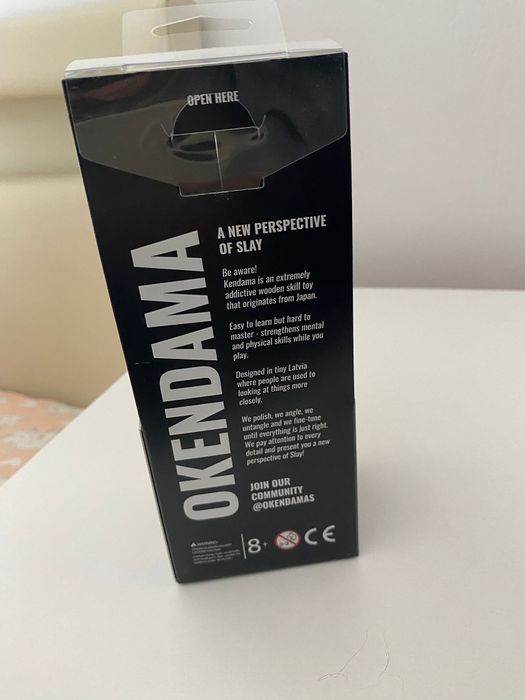 OPEN HERE
OKENDAMA
A NEW PERSPECTIVE
OF SLAY
Be aware!
Kendama is an extremely
addictive wooden skill toy
that originates from Japan.
Easy to learn but hard to
master - strengthens mental
and physical skills while you
play.
Designed in tiny Latvia
where people are used to
looking at things more
closely.
We polish, we angle, we
untangle and we fine-tune
until everything is just right.
We pay attention to every
detail and present you a new
perspective of Slay!
JOIN OUR
COMMUNITY
@OKENDAMAS
WARNING:
8+
0-3
CE